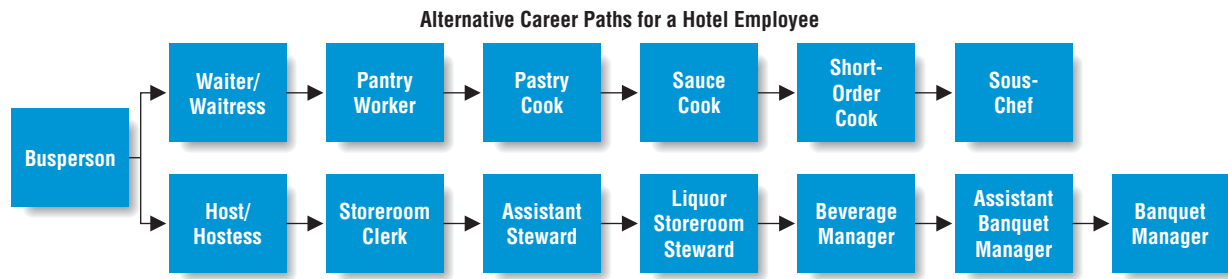 Alternative Career Paths for a Hotel Employee
Busperson
Waiter/
Waitress
Pantry
Worker
Pastry
Cook
Sauce
Cook
Short-
Order
Cook
Sous-
Chef
Host/
Hostess
Storeroom
Clerk
Assistant
Steward
Liquor
Storeroom
Steward
Beverage
Manager
Assistant
Banquet
Manager
Banquet
Manager